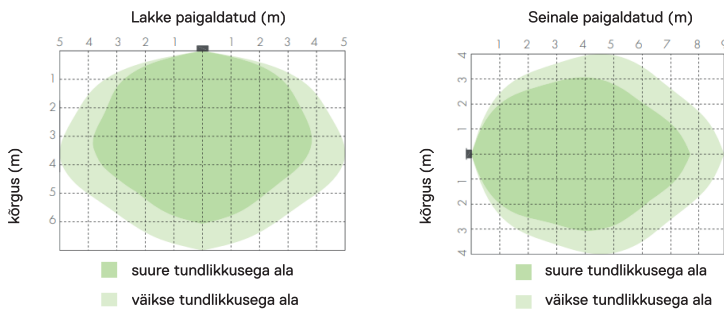 Lakke paigaldatud (m)
5 4 3 2 1 1 2 3 4 5
1
2
3
4
5
6
kõrgus (m)
suure tundlikkusega ala
väikse tundlikkusega ala
Seinale paigaldatud (m)
1 2 3 4 5 6 7 8 9
4
3
2
1
1
2
3
4
kõrgus (m)
suure tundlikkusega ala
väikse tundlikkusega ala